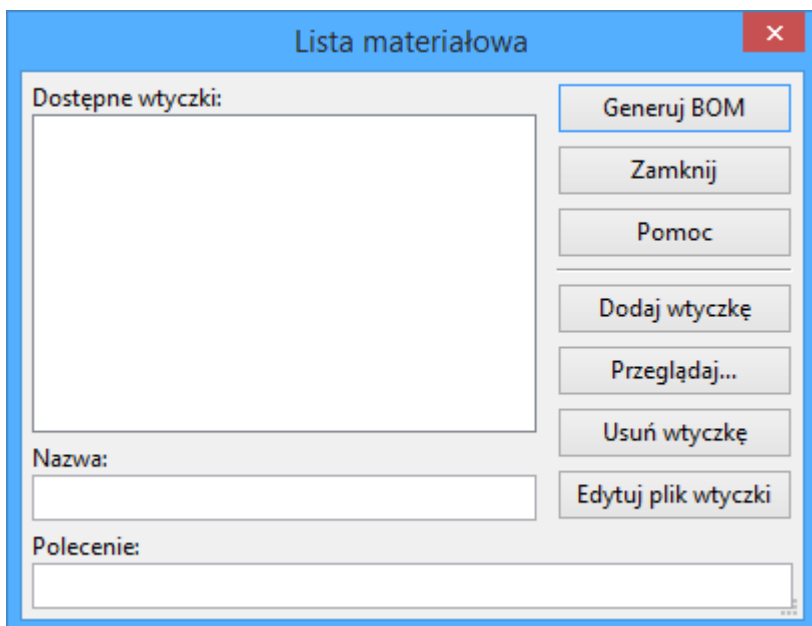 Lista materiałowa
Dostępne wtyczki:
Generuj BOM
Zamknij
Pomoc
Dodaj wtyczkę
Przeglądaj...
Usuń wtyczkę
Nazwa:
Edytuj plik wtyczki
Polecenie: